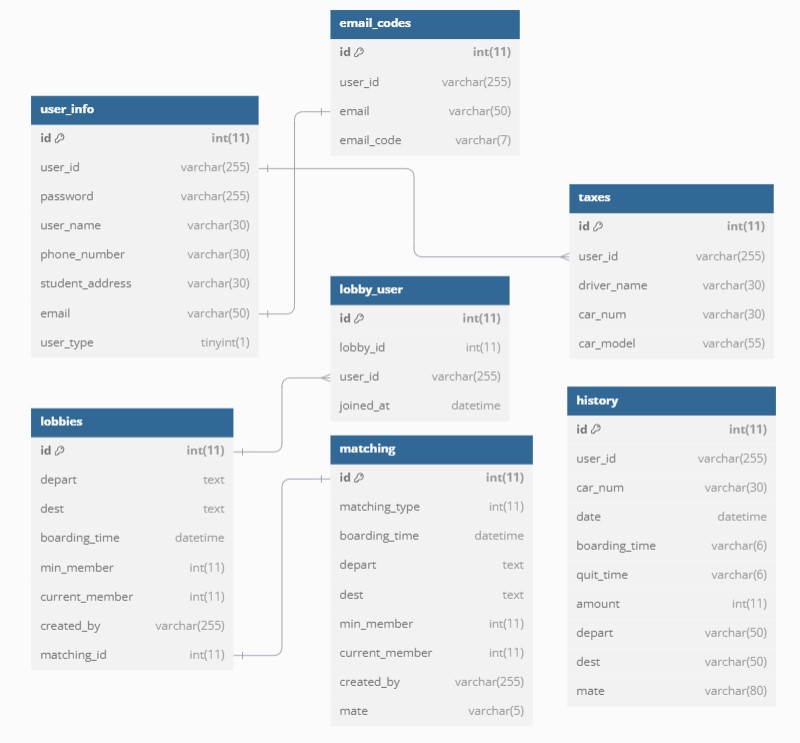 email_codes
id int(11)
user_id varchar(255)
email varchar(50)
email_code varchar(7)
user_info
id int(11)
user_id varchar(255)
password varchar(255)
user_name varchar(30)
phone_number varchar(30)
student_address varchar(30)
email varchar(50)
user_type tinyint(1)
taxes
id int(11)
user_id varchar(255)
driver_name varchar(30)
car_num varchar(30)
car_model varchar(55)
lobby_user
id int(11)
lobby_id int(11)
user_id varchar(255)
joined_at datetime
lobbies
id int(11)
depart text
dest text
boarding_time datetime
min_member int(11)
current_member int(11)
created_by varchar(255)
matching_id int(11)
matching
id int(11)
matching_type int(11)
boarding_time datetime
depart text
dest text
min_member int(11)
current_member int(11)
created_by varchar(255)
mate varchar(5)
history
id int(11)
user_id varchar(255)
car_num varchar(30)
date datetime
boarding_time varchar(6)
quit_time varchar(6)
amount int(11)
depart varchar(50)
dest varchar(50)
mate varchar(80)